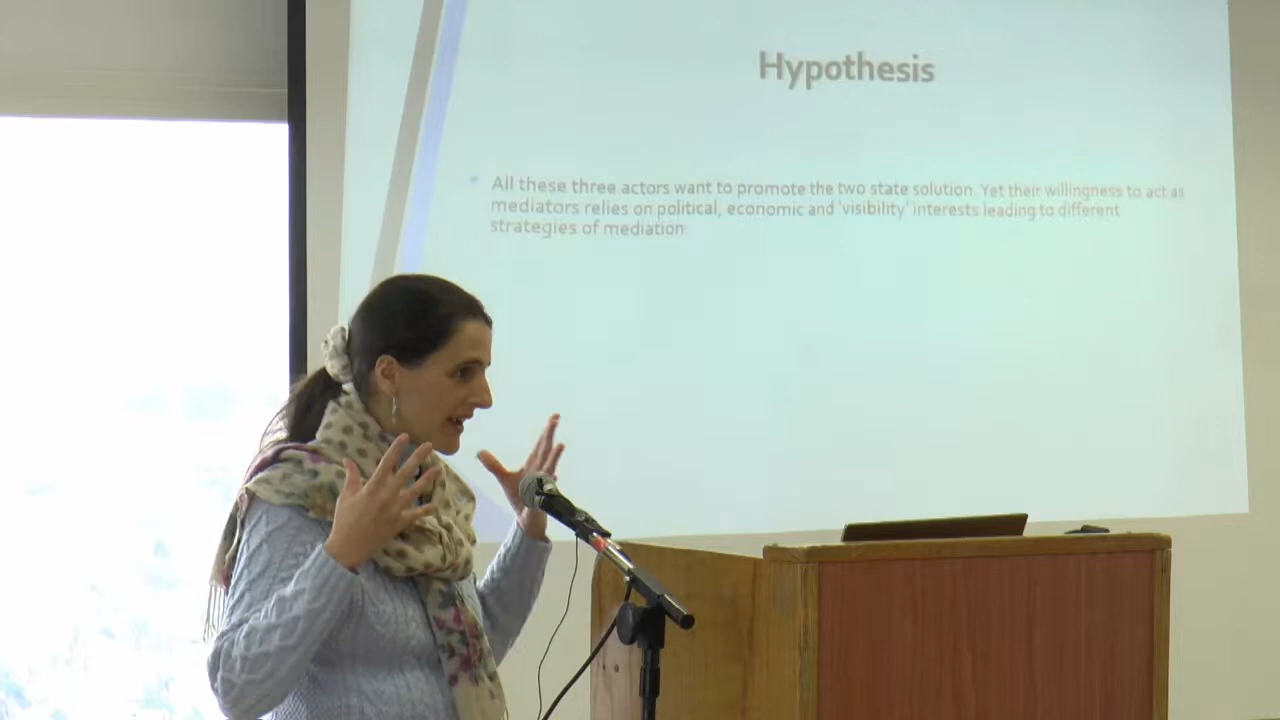 Hypothesis
All these three actors want to promote the two state solution. Yet their willingness to act as
mediators relies on political, economic and 'visibility' interests leading to different
strategies of mediation.